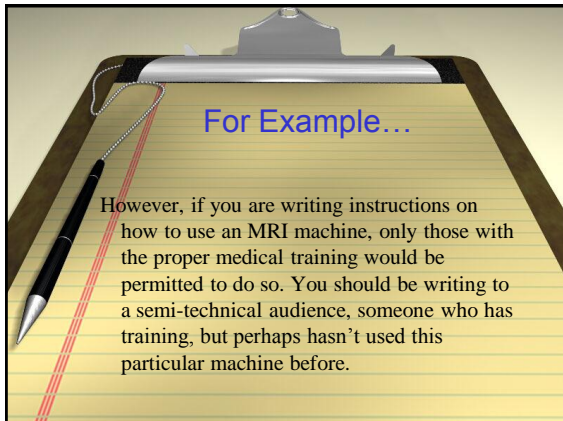 For Example…
However, if you are writing instructions on
how to use an MRI machine, only those with
the proper medical training would be
permitted to do so. You should be writing to
a semi-technical audience, someone who has
training, but perhaps hasn’t used this
particular machine before.